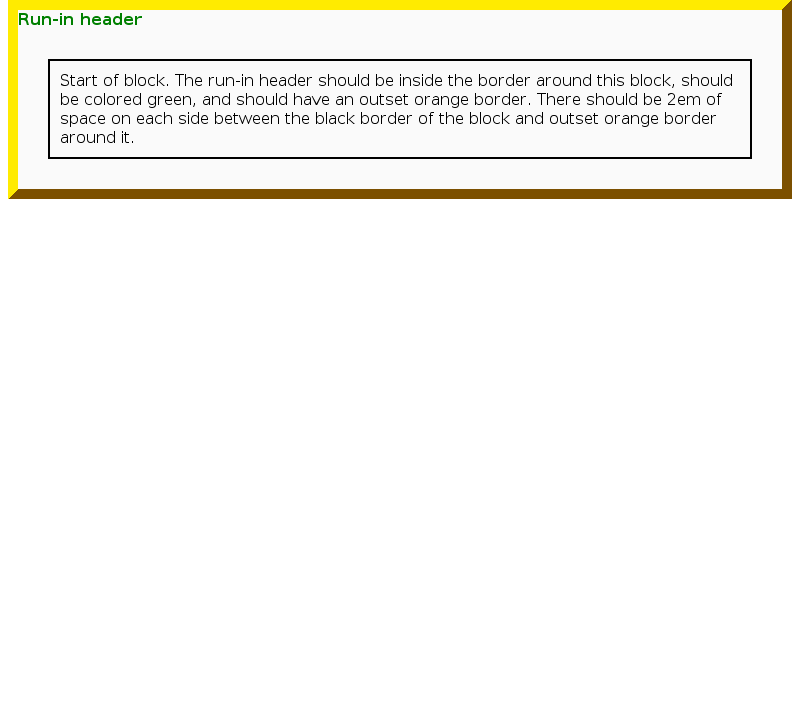 Run-in header
Start of block. The run-in header should be inside the border around this block, should
be colored green, and should have an outset orange border. There should be 2em of
space on each side between the black border of the block and outset orange border
around it.